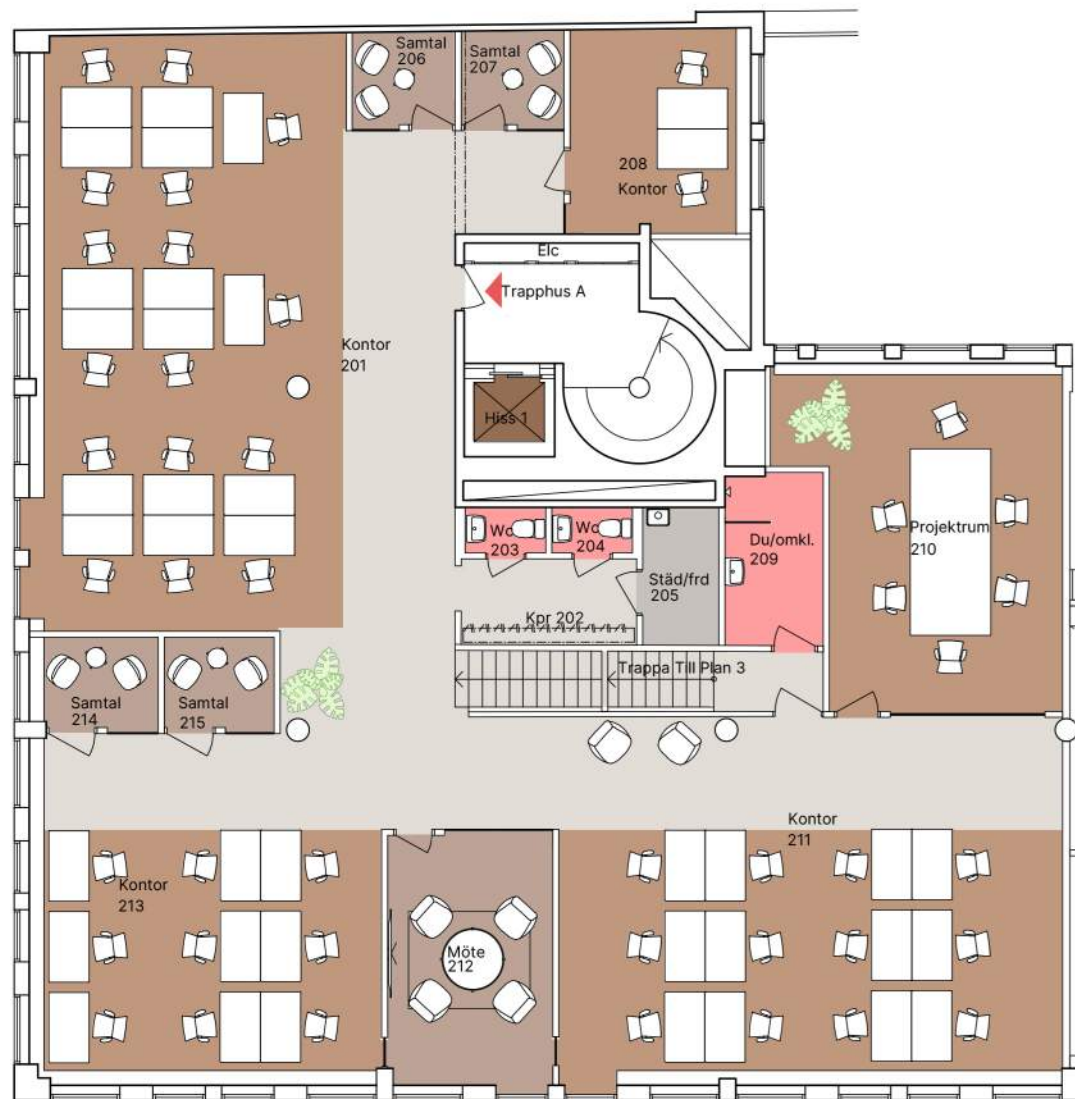 Samtal
206
Samtal
207
208
Kontor
Elc
Trapphus A
Kontor
201
Hiss 1
Wc
203
Wc
204
Städ/frd
205
Du/omkl.
209
Projektrum
210
Kpr 202
Trappa Till Plan 3
Samtal
214
Samtal
215
Kontor
211
Kontor
213
Möte
212